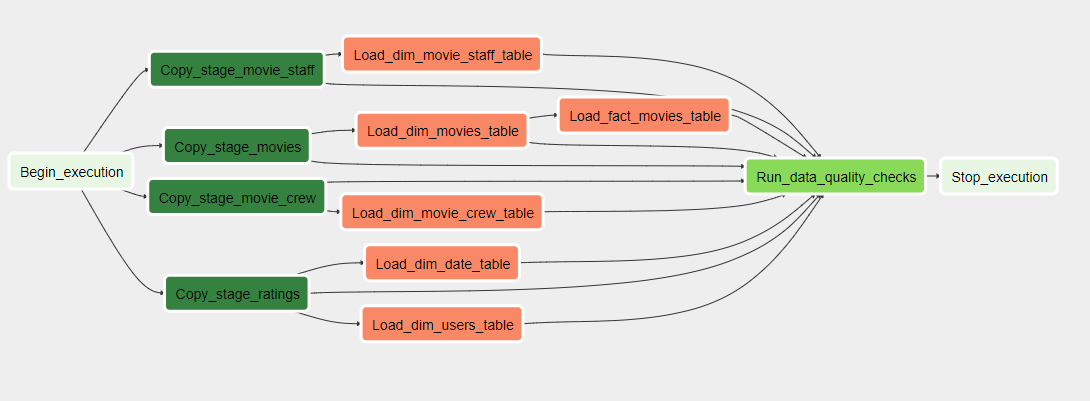 Begin_execution
Copy_stage_movie_staff
Load_dim_movie_staff_table
Copy_stage_movies
Load_dim_movies_table
Load_fact_movies_table
Copy_stage_movie_crew
Load_dim_movie_crew_table
Copy_stage_ratings
Load_dim_date_table
Load_dim_users_table
Run_data_quality_checks
Stop_execution